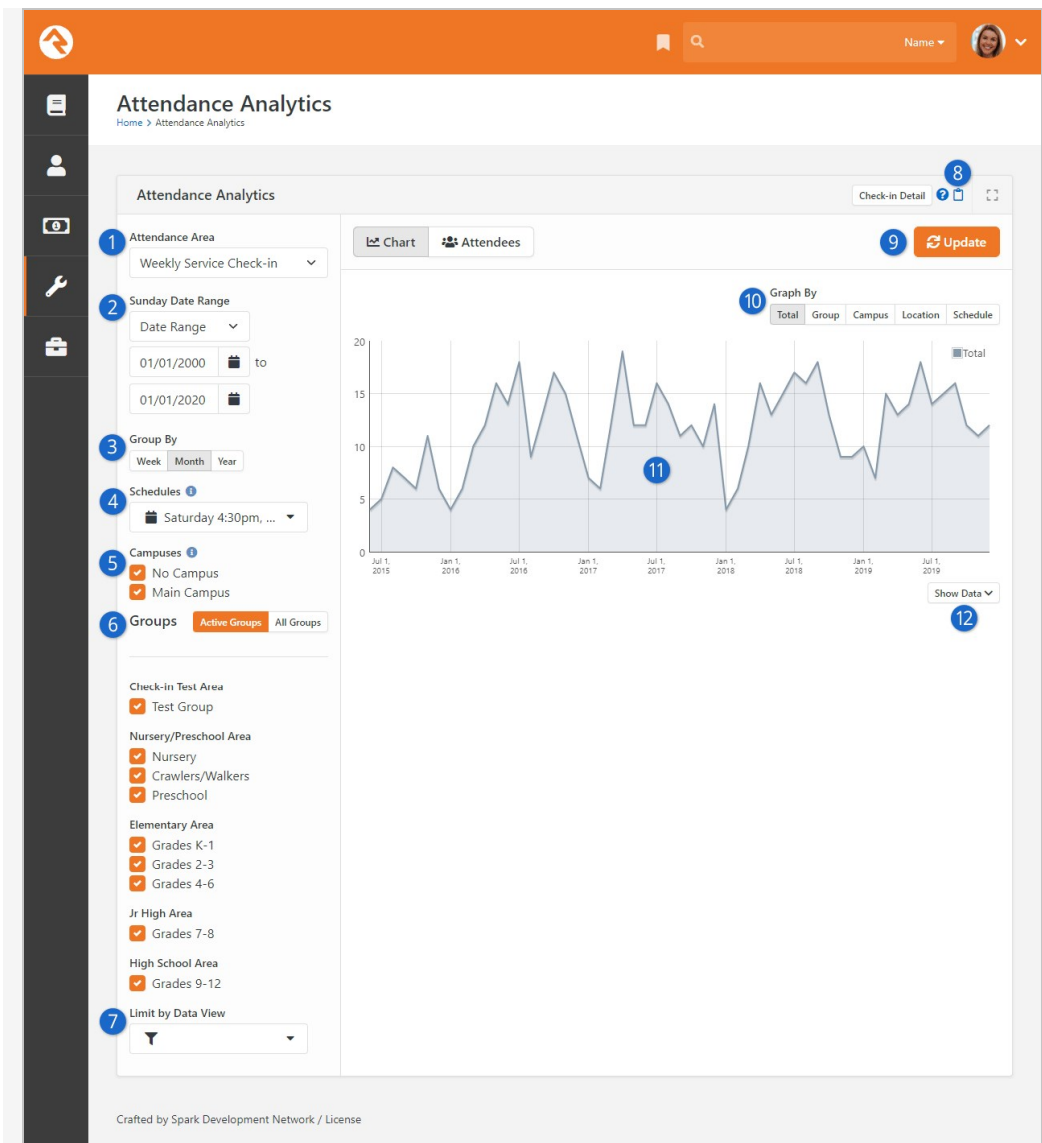 Name
Attendance Analytics
Home > Attendance Analytics
8
Attendance Analytics
Check-in Detail
1 Attendance Area
Weekly Service Check-in
Chart Attendees
9 Update
2 Sunday Date Range
Date Range
01/01/2000 to
01/01/2020
10 Graph By
Total Group Campus Location Schedule
3 Group By
Week Month Year
4 Schedules
Saturday 4:30pm, ...
5 Campuses
No Campus
Main Campus
6 Groups Active Groups All Groups
Check-in Test Area
Test Group
Nursery/Preschool Area
Nursery
Crawlers/Walkers
Preschool
Elementary Area
Grades K-1
Grades 2-3
Grades 4-6
Jr High Area
Grades 7-8
High School Area
Grades 9-12
7 Limit by Data View
Total
20
15
10
5
0
11
Jul 1, 2015
Jan 1, 2016
Jul 1, 2016
Jan 1, 2017
Jul 1, 2017
Jan 1, 2018
Jul 1, 2018
Jan 1, 2019
Jul 1, 2019
Show Data
12
Crafted by Spark Development Network / License